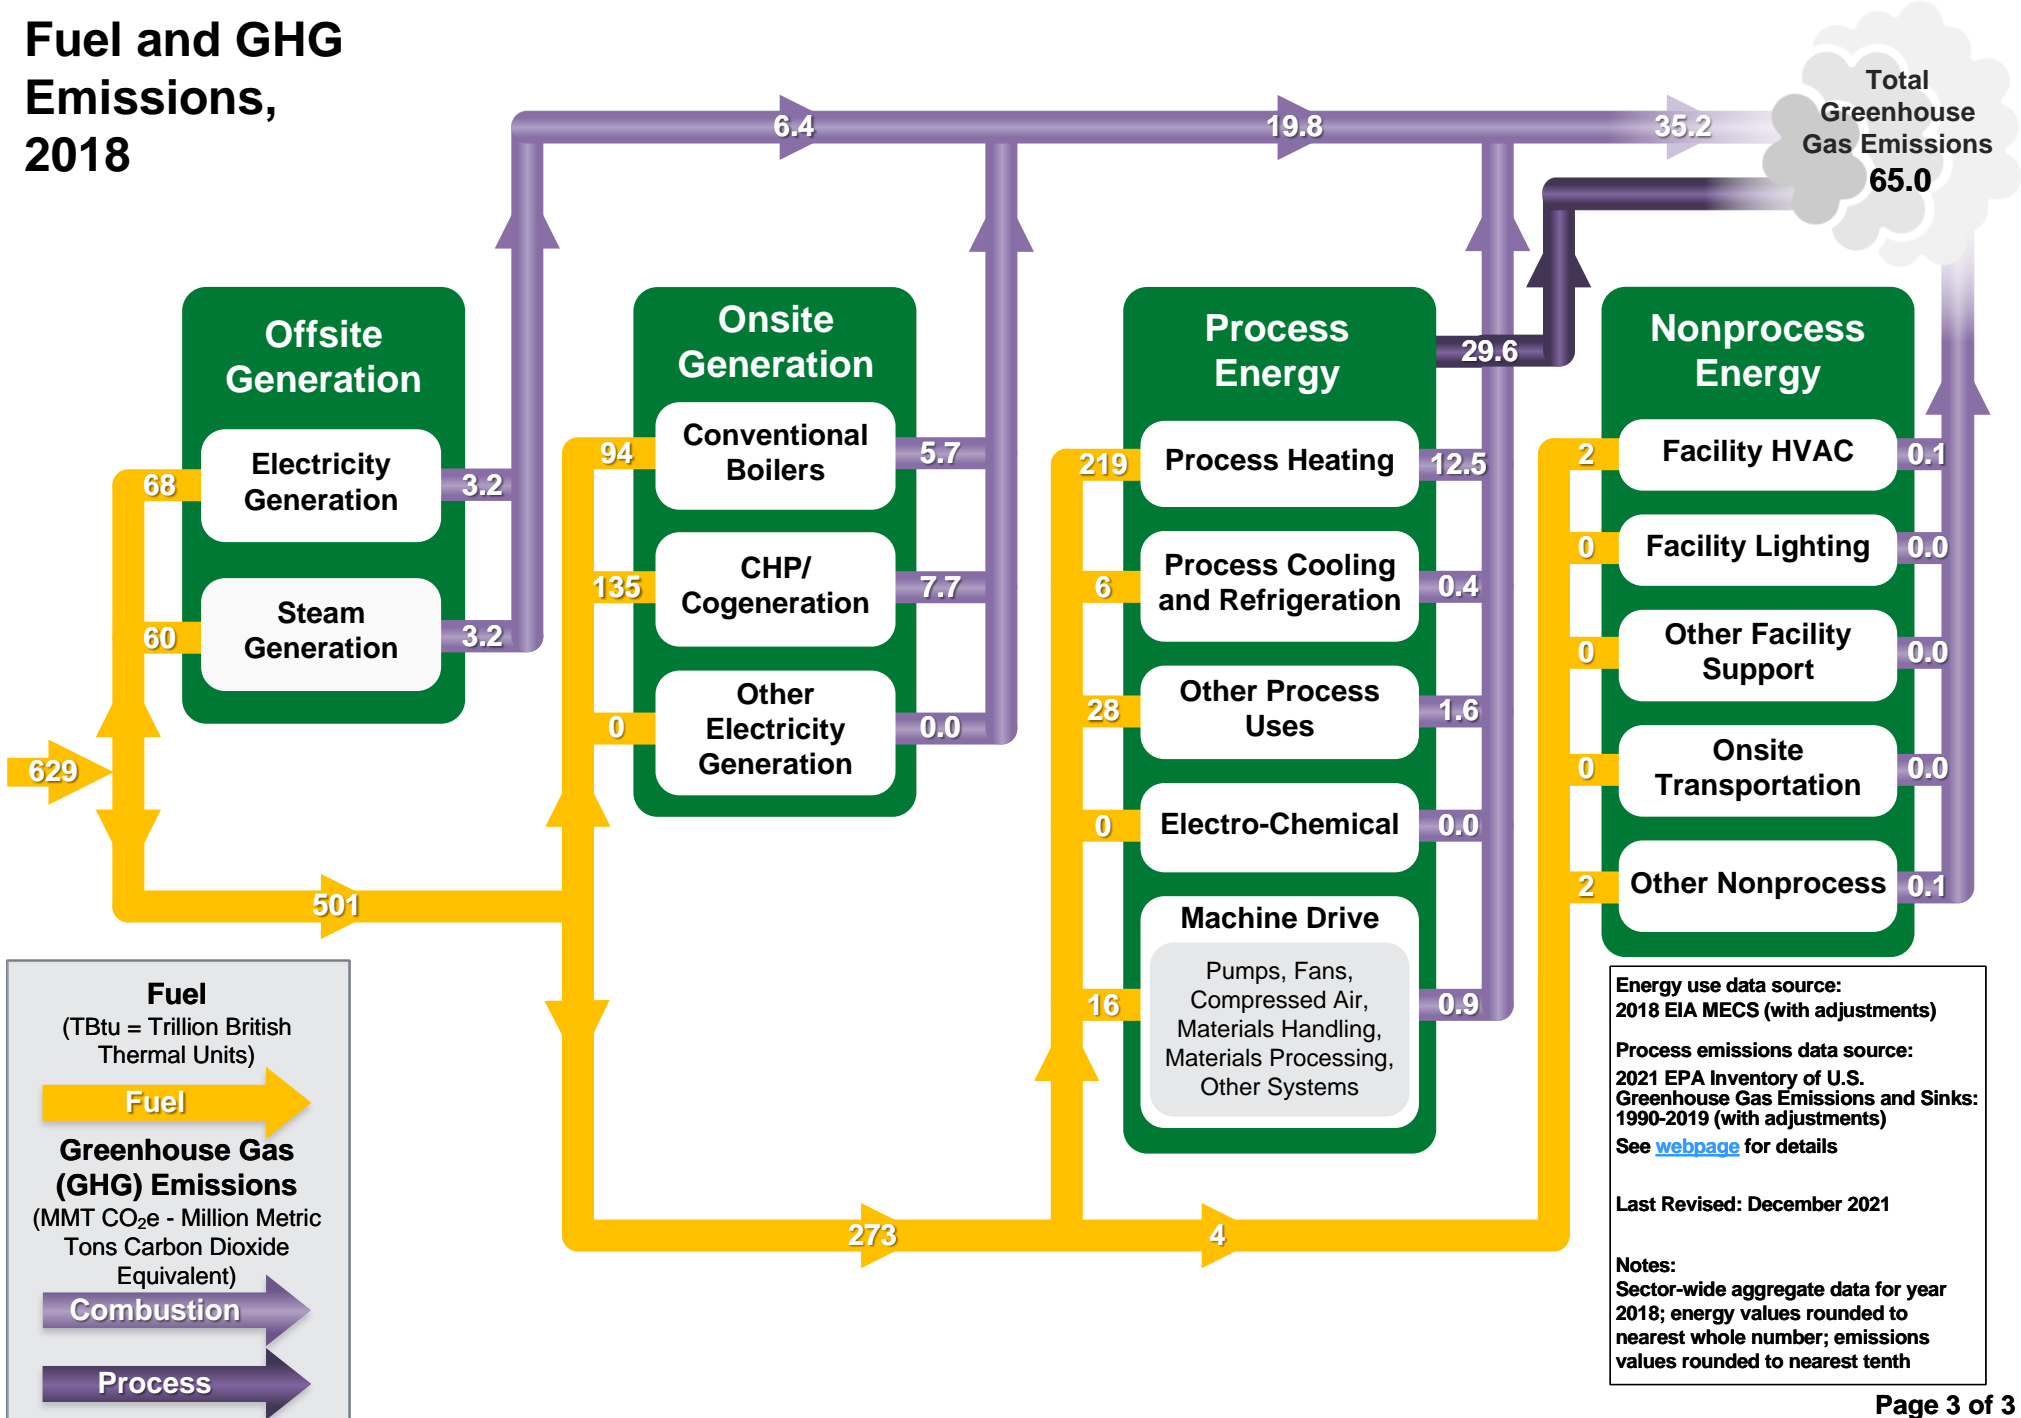 Fuel and GHG
Emissions,
2018
6.4
19.8
35.2
Total
Greenhouse
Gas Emissions
65.0
Offsite
Generation
68
Electricity
Generation
3.2
60
Steam
Generation
3.2
629
501
Onsite
Generation
94
Conventional
Boilers
5.7
135
CHP/
Cogeneration
7.7
0
Other
Electricity
Generation
0.0
273
4
Process
Energy
29.6
219
Process Heating
12.5
6
Process Cooling
and Refrigeration
0.4
28
Other Process
Uses
1.6
0
Electro-Chemical
0.0
Machine Drive
16
Pumps, Fans,
Compressed Air,
Materials Handling,
Materials Processing,
Other Systems
0.9
Nonprocess
Energy
2
Facility HVAC
0.1
0
Facility Lighting
0.0
0
Other Facility
Support
0.0
0
Onsite
Transportation
0.0
2
Other Nonprocess
0.1
Fuel
(TBtu = Trillion British
Thermal Units)
Fuel
Greenhouse Gas
(GHG) Emissions
(MMT CO₂e - Million Metric
Tons Carbon Dioxide
Equivalent)
Combustion
Process
Energy use data source:
2018 EIA MECS (with adjustments)
Process emissions data source:
2021 EPA Inventory of U.S.
Greenhouse Gas Emissions and Sinks:
1990-2019 (with adjustments)
See webpage for details
Last Revised: December 2021
Notes:
Sector-wide aggregate data for year
2018; energy values rounded to
nearest whole number; emissions
values rounded to nearest tenth
Page 3 of 3